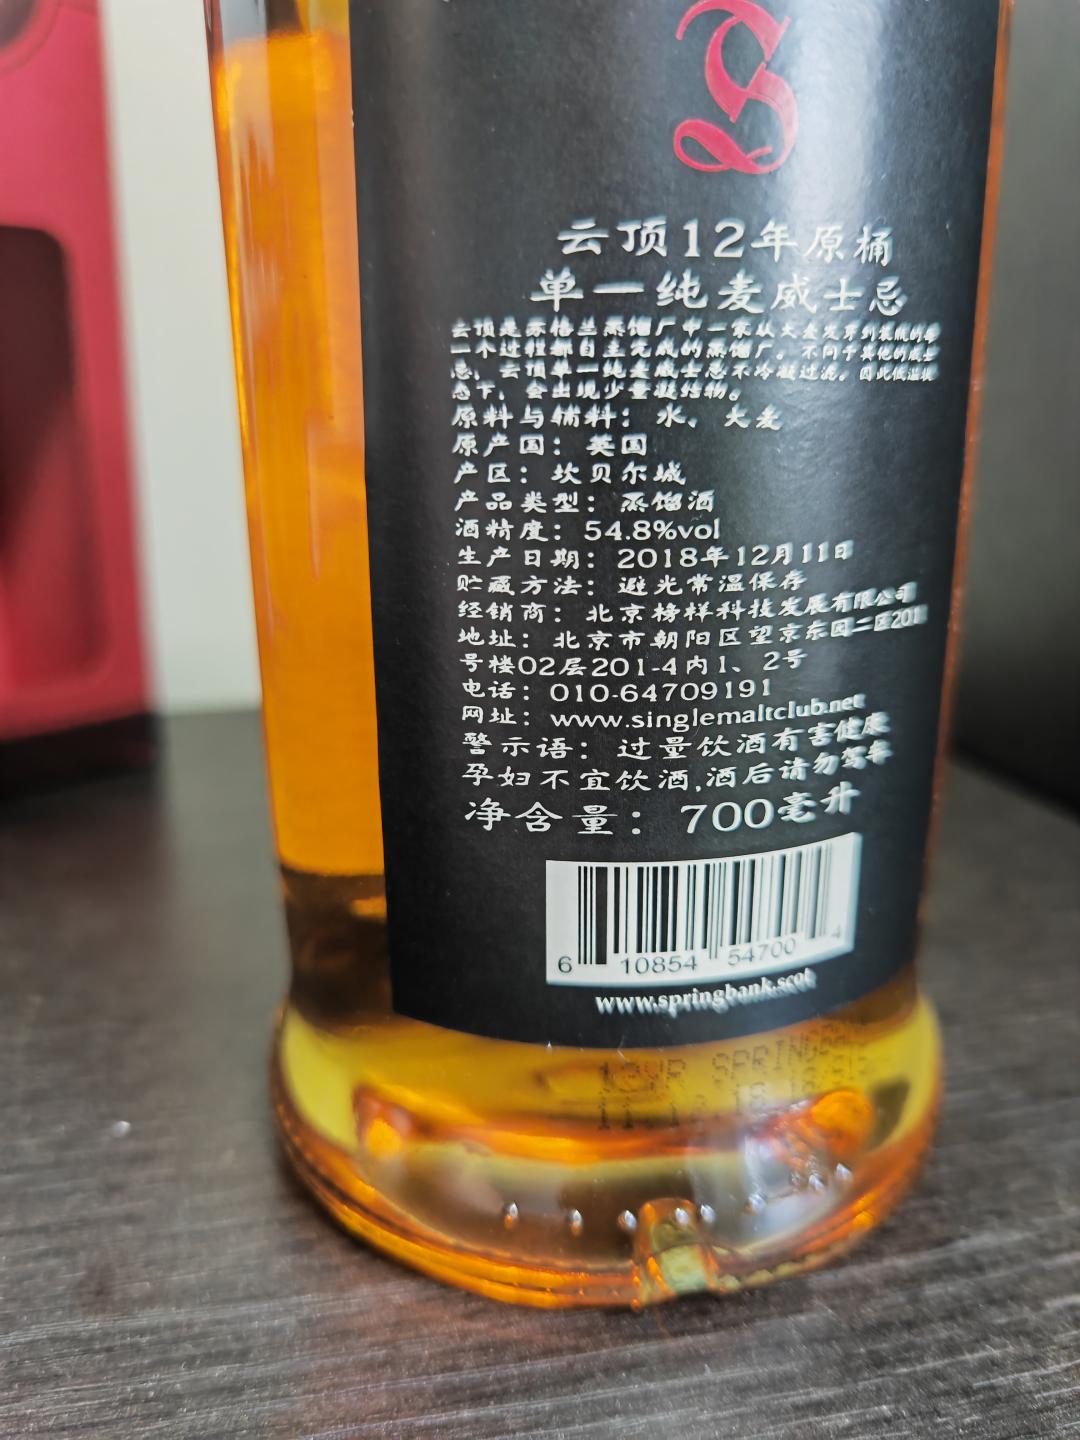 S
云顶12年原桶
单一纯麦威士忌
云顶是苏格兰蒸馏厂中一家从大麦发芽到装瓶的每
一个过程都自主完成的蒸馏厂。不同于其他的威士
忌，云顶单一纯麦威士忌不冷凝过滤。因此低温状
态下，会出现少量凝结物。
原料与辅料：水、大麦
原产国：英国
产区：坎贝尔城
产品类型：蒸馏酒
酒精度：54.8%vol
生产日期：2018年12月11日
贮藏方法：避光常温保存
经销商：北京榜样科技发展有限公司
地址：北京市朝阳区望京东园二区201
号楼02层201-4内1、2号
电话：010-64709191
网址：www.singlemaltclub.net
警示语：过量饮酒有害健康
孕妇不宜饮酒,酒后请勿驾车
净含量：700毫升
6 10854 54700 4
www.springbank.scot
12YR SPRINGBA